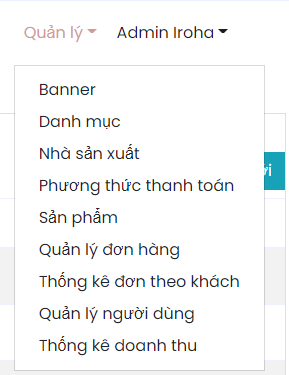 Quản lý Admin Iroha
Banner
Danh mục
Nhà sản xuất
Phương thức thanh toán
Sản phẩm
Quản lý đơn hàng
Thống kê đơn theo khách
Quản lý người dùng
Thống kê doanh thu